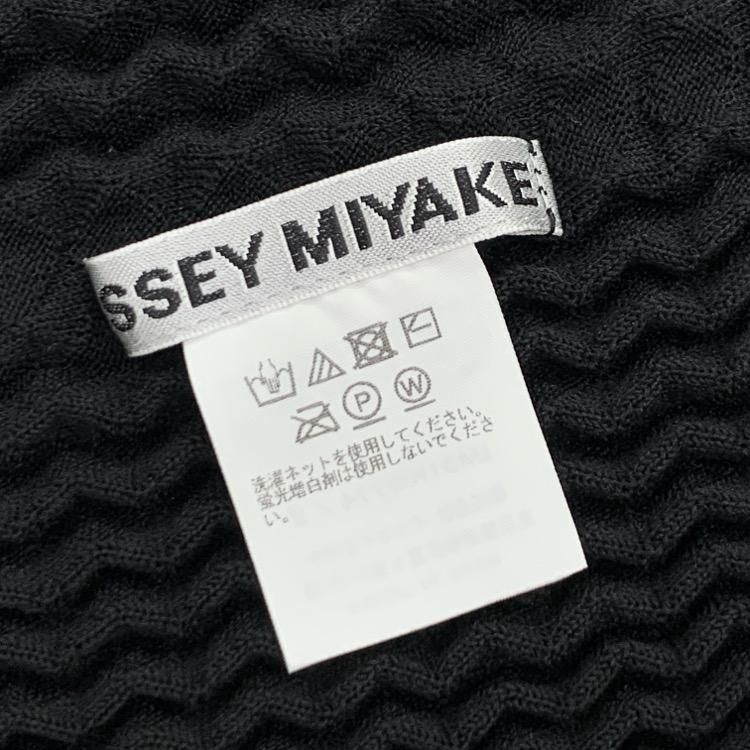 SSEY MIYAKE
P W
洗濯ネットを使用してください。
蛍光増白剤は使用しないでくださ
い。